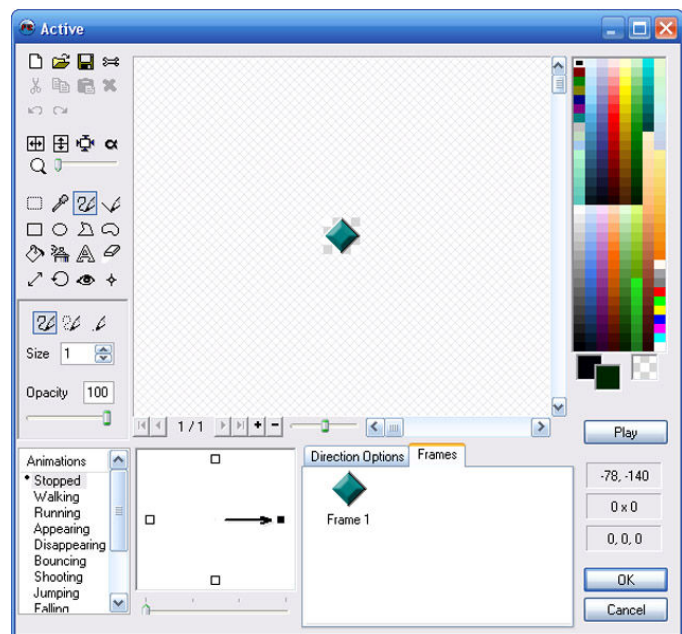 Active
Size 1
Opacity 100
1 / 1
Play
Animations
Stopped
Walking
Running
Appearing
Disappearing
Bouncing
Shooting
Jumping
Falling
Direction Options Frames
Frame 1
-78, -140
0 x 0
0, 0, 0
OK
Cancel